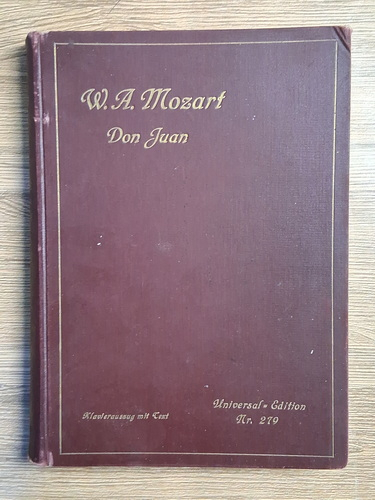 W. A. Mozart
Don Juan
Klavierauszug mit Text
Universal=Edition
Nr. 279